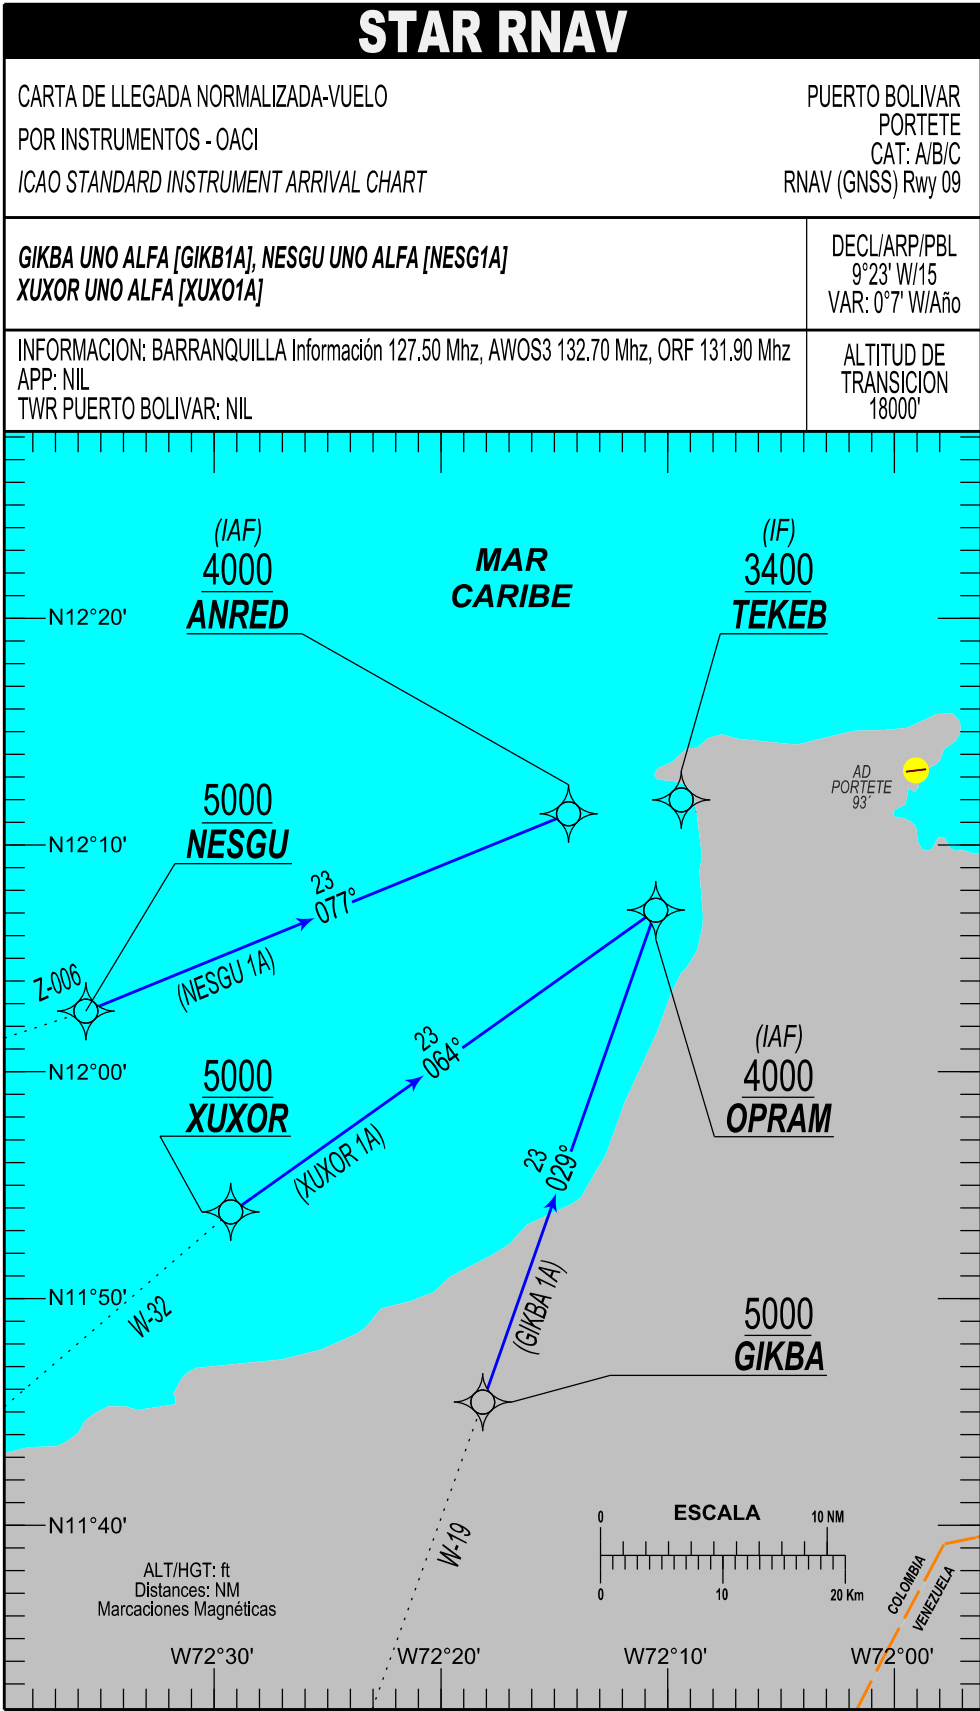 STAR RNAV
CARTA DE LLEGADA NORMALIZADA-VUELO
POR INSTRUMENTOS - OACI
ICAO STANDARD INSTRUMENT ARRIVAL CHART
PUERTO BOLIVAR
PORTETE
CAT: A/B/C
RNAV (GNSS) Rwy 09
GIKBA UNO ALFA [GIKB1A], NESGU UNO ALFA [NESG1A]
XUXOR UNO ALFA [XUXO1A]
DECL/ARP/PBL
9°23' W/15
VAR: 0°7' W/Año
INFORMACION: BARRANQUILLA Información 127.50 Mhz, AWOS3 132.70 Mhz, ORF 131.90 Mhz
APP: NIL
TWR PUERTO BOLIVAR: NIL
ALTITUD DE
TRANSICION
18000'
(IAF)
4000
ANRED
MAR
CARIBE
(IF)
3400
TEKEB
N12°20'
AD
PORTETE
93´
5000
NESGU
N12°10'
23
077°
(NESGU 1A)
Z-006
23
064°
(XUXOR 1A)
N12°00'
5000
XUXOR
(IAF)
4000
OPRAM
23
029°
(GIKBA 1A)
N11°50'
W-32
5000
GIKBA
N11°40'
W-19
ESCALA
0
10 NM
0
10
20 Km
COLOMBIA
VENEZUELA
ALT/HGT: ft
Distances: NM
Marcaciones Magnéticas
W72°30'
W72°20'
W72°10'
W72°00'